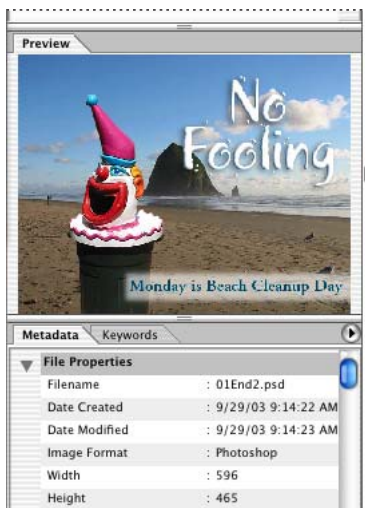 Preview
No
Fooling
Monday is Beach Cleanup Day
Metadata Keywords
File Properties
Filename : 01End2.psd
Date Created : 9/29/03 9:14:22 AM
Date Modified : 9/29/03 9:14:23 AM
Image Format : Photoshop
Width : 596
Height : 465